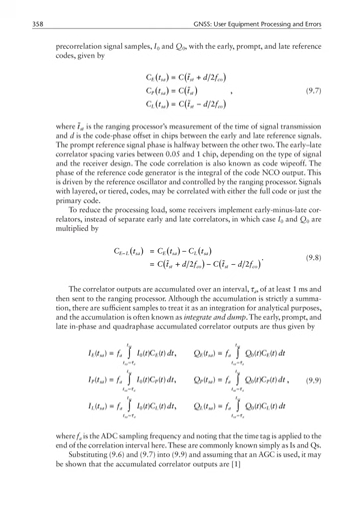 358 GNSS: User Equipment Processing and Errors
precorrelation signal samples, I₀ and Q₀, with the early, prompt, and late reference
codes, given by
C_E(t_sa) = C(t̃_st + d/2f_co)
C_P(t_sa) = C(t̃_st) , (9.7)
C_L(t_sa) = C(t̃_st − d/2f_co)
where t̃_st is the ranging processor's measurement of the time of signal transmission
and d is the code-phase offset in chips between the early and late reference signals.
The prompt reference signal phase is halfway between the other two. The early–late
correlator spacing varies between 0.05 and 1 chip, depending on the type of signal
and the receiver design. The code correlation is also known as code wipeoff. The
phase of the reference code generator is the integral of the code NCO output. This
is driven by the reference oscillator and controlled by the ranging processor. Signals
with layered, or tiered, codes, may be correlated with either the full code or just the
primary code.
To reduce the processing load, some receivers implement early-minus-late cor-
relators, instead of separate early and late correlators, in which case I₀ and Q₀ are
multiplied by
C_E−L(t_sa) = C_E(t_sa) − C_L(t_sa)
= C(t̃_st + d/2f_co) − C(t̃_st − d/2f_co) . (9.8)
The correlator outputs are accumulated over an interval, τ_a, of at least 1 ms and
then sent to the ranging processor. Although the accumulation is strictly a summa-
tion, there are sufficient samples to treat it as an integration for analytical purposes,
and the accumulation is often known as integrate and dump. The early, prompt, and
late in-phase and quadraphase accumulated correlator outputs are thus given by
I_E(t_sa) = f_a ∫_{t_sa−τ_a}^{t_sa} I₀(t)C_E(t) dt, Q_E(t_sa) = f_a ∫_{t_sa−τ_a}^{t_sa} Q₀(t)C_E(t) dt
I_P(t_sa) = f_a ∫_{t_sa−τ_a}^{t_sa} I₀(t)C_P(t) dt, Q_P(t_sa) = f_a ∫_{t_sa−τ_a}^{t_sa} Q₀(t)C_P(t) dt , (9.9)
I_L(t_sa) = f_a ∫_{t_sa−τ_a}^{t_sa} I₀(t)C_L(t) dt, Q_L(t_sa) = f_a ∫_{t_sa−τ_a}^{t_sa} Q₀(t)C_L(t) dt
where f_a is the ADC sampling frequency and noting that the time tag is applied to the
end of the correlation interval here. These are commonly known simply as Is and Qs.
Substituting (9.6) and (9.7) into (9.9) and assuming that an AGC is used, it may
be shown that the accumulated correlator outputs are [1]